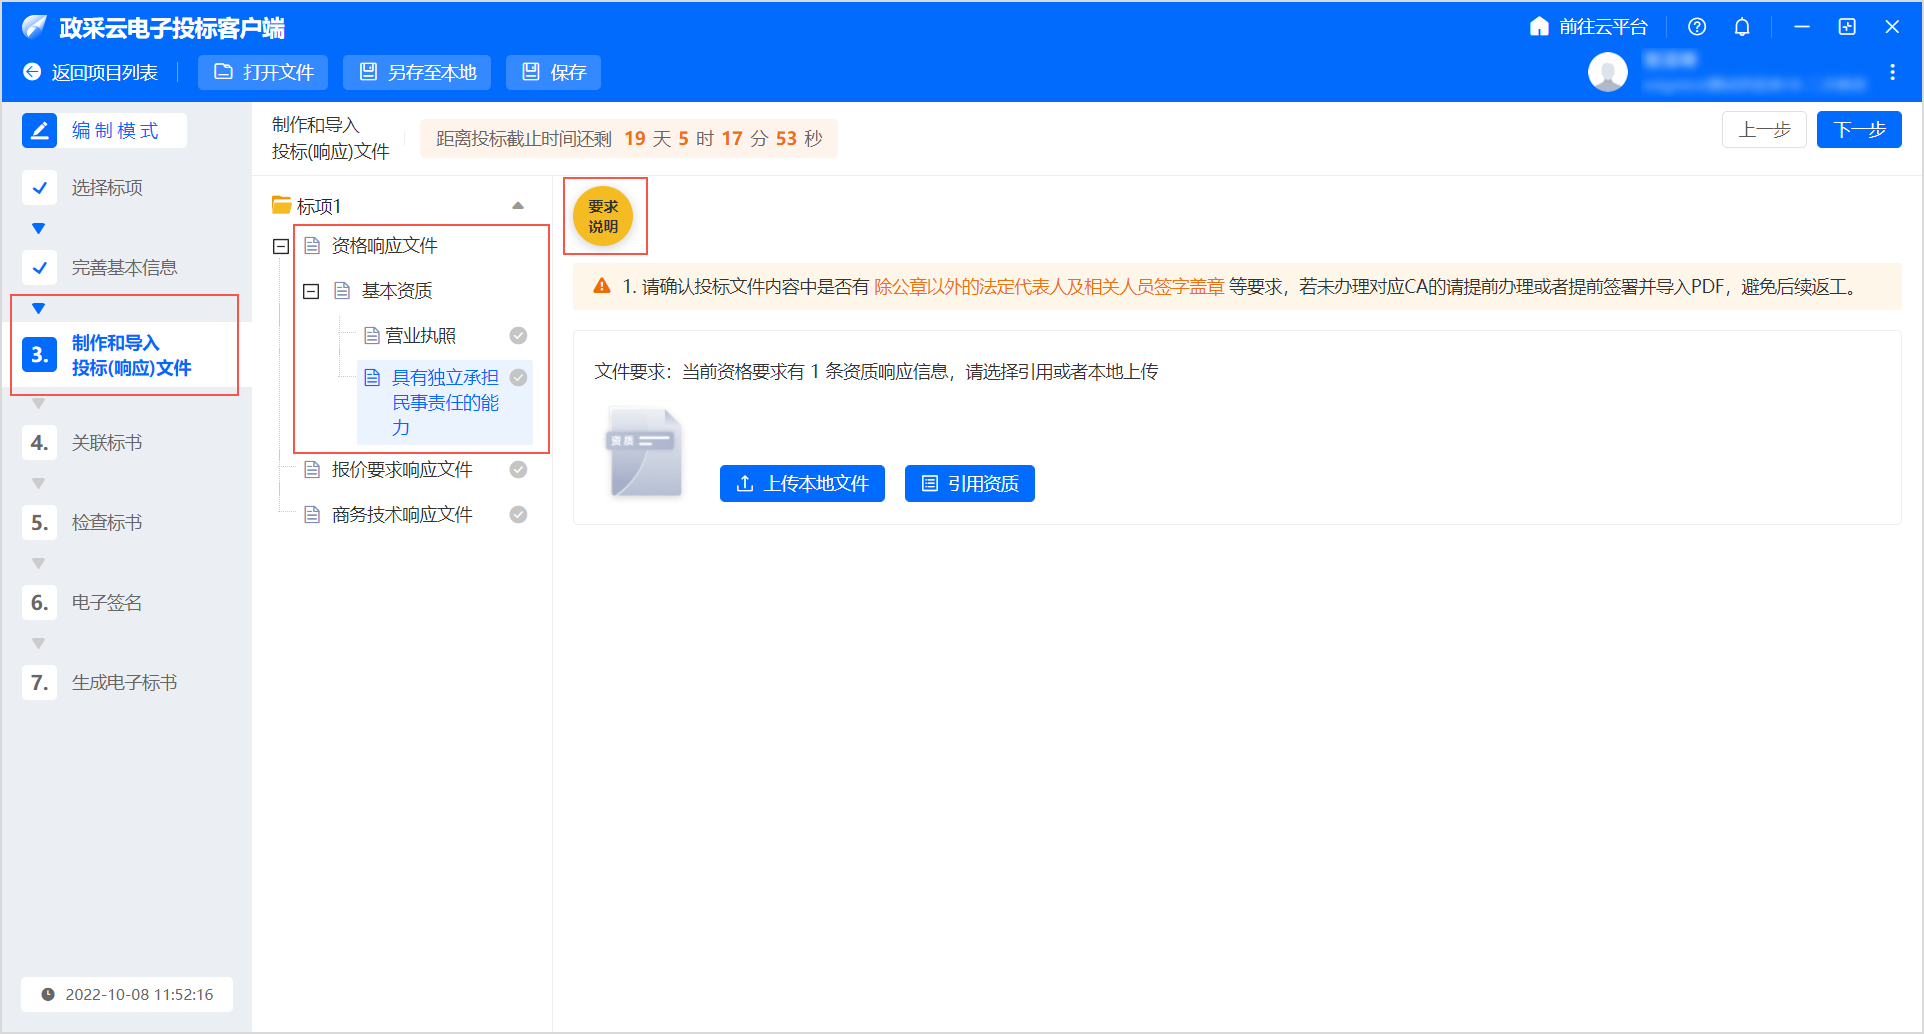 政采云电子投标客户端
前往云平台
返回项目列表
打开文件
另存至本地
保存
编制模式
选择标项
完善基本信息
3.
制作和导入
投标(响应)文件
4.
关联标书
5.
检查标书
6.
电子签名
7.
生成电子标书
2022-10-08 11:52:16
制作和导入
投标(响应)文件
距离投标截止时间还剩 19 天 5 时 17 分 53 秒
上一步
下一步
标项1
资格响应文件
基本资质
营业执照
具有独立承担
民事责任的能
力
报价要求响应文件
商务技术响应文件
要求
说明
1. 请确认投标文件内容中是否有 除公章以外的法定代表人及相关人员签字盖章 等要求，若未办理对应CA的请提前办理或者提前签署并导入PDF，避免后续返工。
文件要求：当前资格要求有 1 条资质响应信息，请选择引用或者本地上传
资质
上传本地文件
引用资质